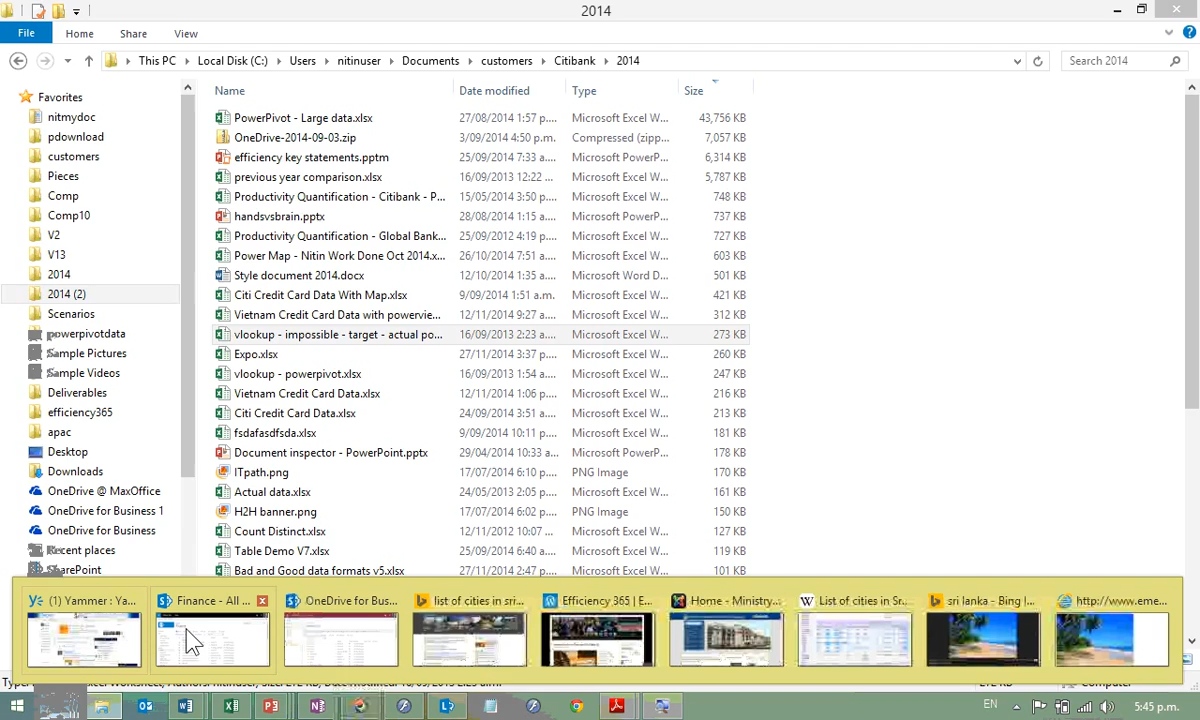 2014
File Home Share View
This PC Local Disk (C:) Users nitinuser Documents customers Citibank 2014 Search 2014
Favorites
nitmydoc
pdownload
customers
Pieces
Comp
Comp10
V2
V13
2014
2014 (2)
Scenarios
powerpivotdata
Sample Pictures
Sample Videos
Deliverables
efficiency365
apac
Desktop
Downloads
OneDrive @ MaxOffice
OneDrive for Business 1
OneDrive for Business
Recent places
SharePoint
Name Date modified Type Size
PowerPivot - Large data.xlsx 27/08/2014 1:57 p.... Microsoft Excel W... 43,756 KB
OneDrive-2014-09-03.zip 3/09/2014 4:50 p.m. Compressed (zipp... 7,057 KB
efficiency key statements.pptm 25/09/2014 7:33 a.... Microsoft PowerP... 6,314 KB
previous year comparison.xlsx 16/09/2013 12:22 ... Microsoft Excel W... 5,787 KB
Productivity Quantification - Citibank - P... 15/05/2014 3:50 p.... Microsoft Excel W... 748 KB
handsvsbrain.pptx 28/08/2014 1:15 a.... Microsoft PowerP... 737 KB
Productivity Quantification - Global Bank... 25/09/2012 4:19 p.... Microsoft Excel W... 727 KB
Power Map - Nitin Work Done Oct 2014.x... 26/10/2014 7:51 a.... Microsoft Excel W... 603 KB
Style document 2014.docx 12/10/2014 1:35 a.... Microsoft Word D... 501 KB
Citi Credit Card Data With Map.xlsx 9/09/2014 1:51 a.m. Microsoft Excel W... 421 KB
Vietnam Credit Card Data with powervie... 12/11/2014 9:27 a.... Microsoft Excel W... 312 KB
vlookup - impossible - target - actual po... 16/09/2013 2:23 a.... Microsoft Excel W... 273 KB
Expo.xlsx 27/11/2014 3:37 p.... Microsoft Excel W... 260 KB
vlookup - powerpivot.xlsx 16/09/2013 1:54 a.... Microsoft Excel W... 247 KB
Vietnam Credit Card Data.xlsx 12/11/2014 1:06 p.... Microsoft Excel W... 216 KB
Citi Credit Card Data.xlsx 24/09/2014 3:51 a.... Microsoft Excel W... 213 KB
fsdafasdfsda.xlsx 9/09/2014 10:11 p.... Microsoft Excel W... 181 KB
Document inspector - PowerPoint.pptx 29/04/2014 10:33 a... Microsoft PowerP... 178 KB
ITpath.png 17/07/2014 6:10 p.... PNG Image 170 KB
Actual data.xlsx 24/05/2013 2:05 p.... Microsoft Excel W... 161 KB
H2H banner.png 17/07/2014 6:02 p.... PNG Image 150 KB
Count Distinct.xlsx 12/11/2012 10:07 ... Microsoft Excel W... 127 KB
Table Demo V7.xlsx 25/09/2014 6:40 a.... Microsoft Excel W... 119 KB
Bad and Good data formats v5.xlsx 27/11/2014 2:47 p.... Microsoft Excel W... 101 KB
(1) Yammer : Ya... Finance - All ... OneDrive for Bus... list of cities in sri... Efficiency 365 | E... Home - Ministry... List of cities in Sr... sri lanka - Bing |... http://www.eme...
EN 5:45 p.m.